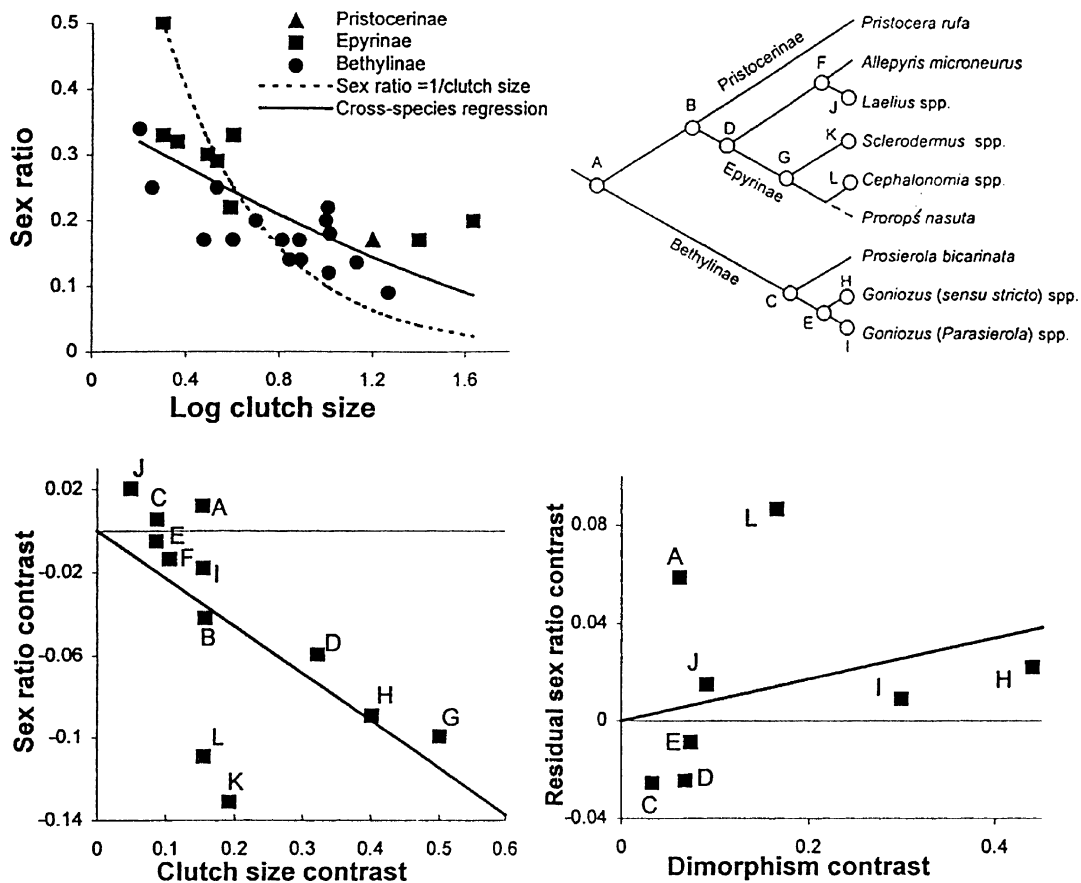 0.5
0.4
0.3
0.2
0.1
0
Sex ratio
0
0.4
0.8
1.2
1.6
Log clutch size
Pristocerinae
Epyrinae
Bethylinae
Sex ratio =1/clutch size
Cross-species regression
Pristocerinae
Epyrinae
Bethylinae
A
B
D
F
J
G
K
L
C
E
H
I
Pristocera rufa
Allepyris microneurus
Laelius spp.
Sclerodermus spp.
Cephalonomia spp.
Prorops nasuta
Prosierola bicarinata
Goniozus (sensu stricto) spp.
Goniozus (Parasierola) spp.
0.02
-0.02
-0.06
-0.1
-0.14
Sex ratio contrast
J
C
A
E
F
I
B
D
H
G
L
K
0
0.1
0.2
0.3
0.4
0.5
0.6
Clutch size contrast
0.08
0.04
0
-0.04
Residual sex ratio contrast
L
A
J
I
H
E
D
C
0
0.2
0.4
Dimorphism contrast